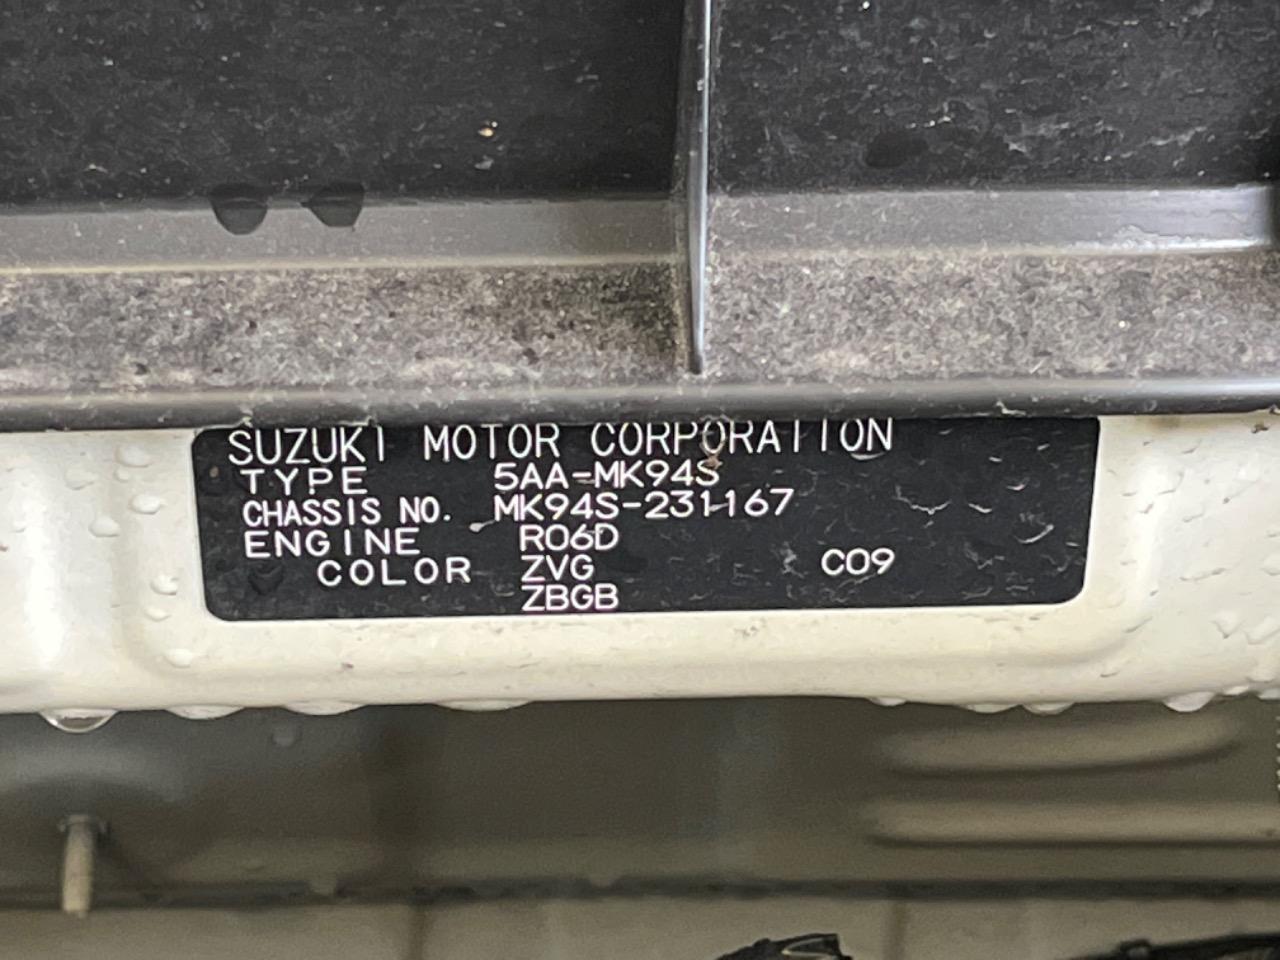 SUZUKI MOTOR CORPORATION
TYPE 5AA-MK94S
CHASSIS NO. MK94S-231167
ENGINE R06D
COLOR ZVG C09
ZBGB